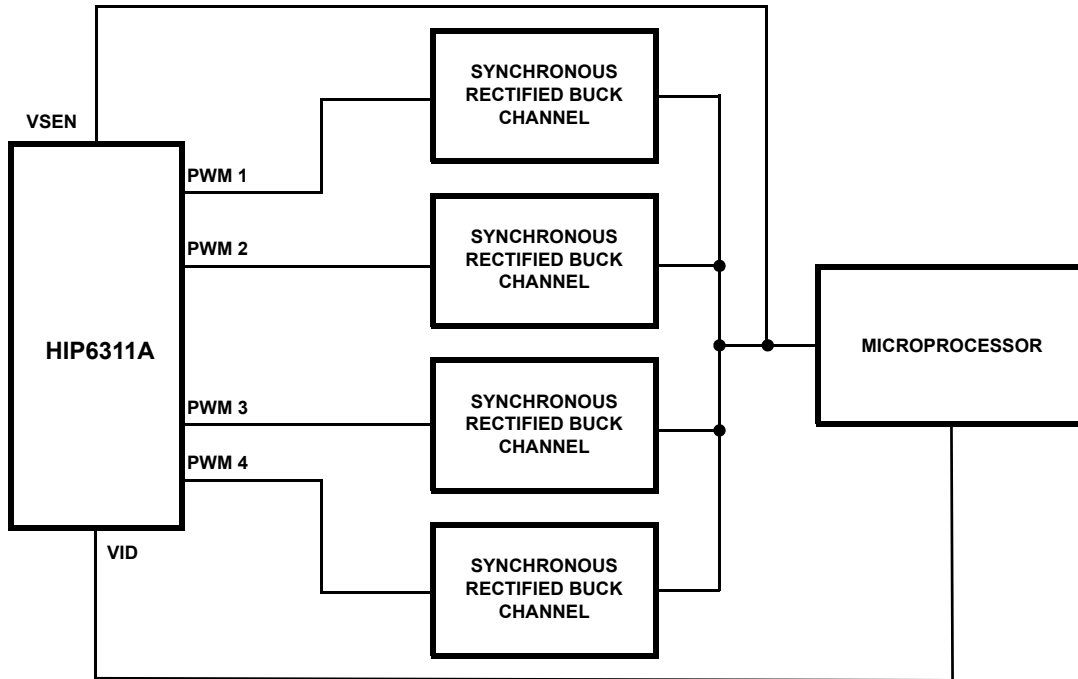 VSEN
HIP6311A
VID
PWM 1
PWM 2
PWM 3
PWM 4
SYNCHRONOUS
RECTIFIED BUCK
CHANNEL
SYNCHRONOUS
RECTIFIED BUCK
CHANNEL
SYNCHRONOUS
RECTIFIED BUCK
CHANNEL
SYNCHRONOUS
RECTIFIED BUCK
CHANNEL
MICROPROCESSOR